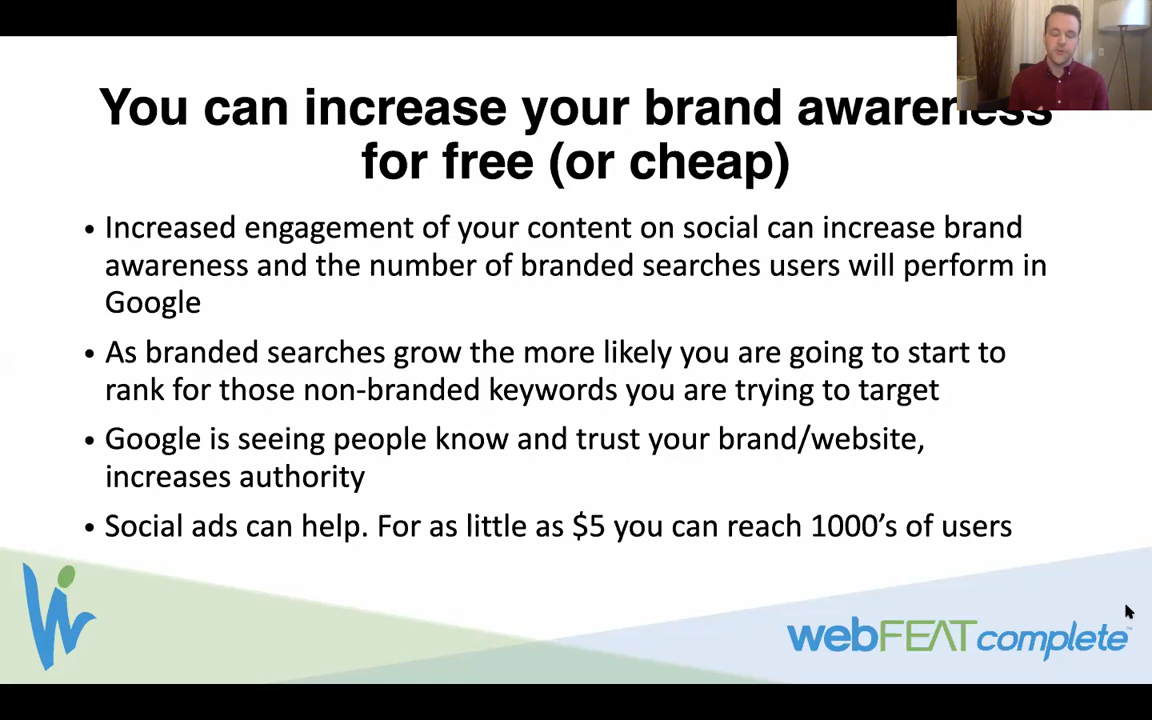 You can increase your brand awareness
for free (or cheap)
• Increased engagement of your content on social can increase brand
awareness and the number of branded searches users will perform in
Google
• As branded searches grow the more likely you are going to start to
rank for those non-branded keywords you are trying to target
• Google is seeing people know and trust your brand/website,
increases authority
• Social ads can help. For as little as $5 you can reach 1000’s of users
webFEATcomplete™